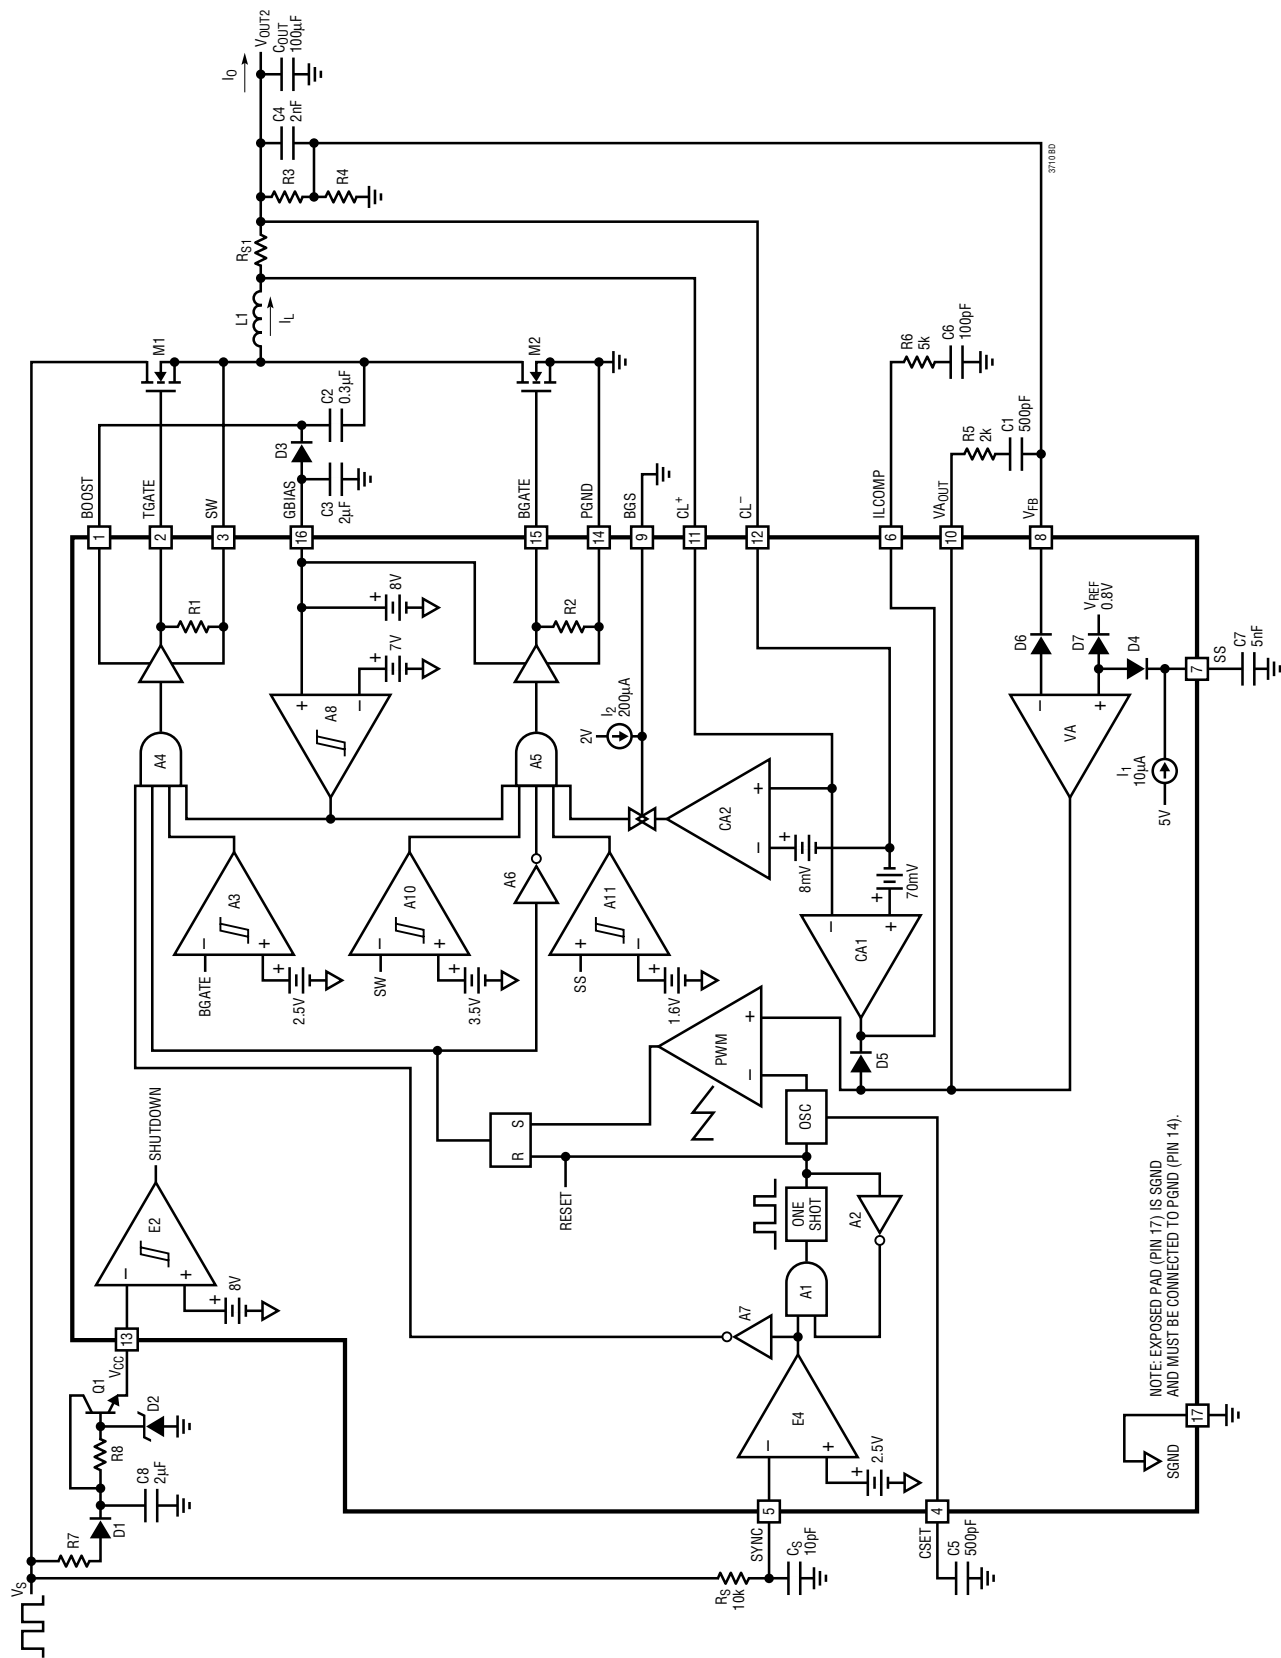 VS
R7
D1
C8
2µF
R8
Q1
D2
VCC
13
E2
–
+
8V
+
SHUTDOWN
BGATE
–
+
A3
2.5V
+
SW
–
+
A10
3.5V
+
A6
SS
+
–
A11
1.6V
+
A4
A5
A8
+
–
7V
+
8V
+
R1
R2
BOOST
1
TGATE
2
SW
3
GBIAS
16
BGATE
15
PGND
14
BGS
9
CL+
11
CL–
12
ILCOMP
6
VAOUT
10
VFB
8
D3
C3
2µF
C2
0.3µF
M1
M2
L1
IL
RS1
R3
R4
C4
2nF
IO
VOUT2
COUT
100µF
R6
5k
C6
100pF
R5
2k
C1
500pF
3710 BD
2V
I2
200µA
CA2
–
+
8mV
+
70mV
+
CA1
–
+
D5
PWM
–
+
OSC
R
S
RESET
ONE
SHOT
A2
A1
A7
E4
–
+
2.5V
+
SYNC
5
RS
10k
CS
10pF
CSET
4
C5
500pF
D6
D7
VREF
0.8V
D4
VA
–
+
I1
10µA
5V
7
SS
C7
5nF
SGND
17
NOTE: EXPOSED PAD (PIN 17) IS SGND
AND MUST BE CONNECTED TO PGND (PIN 14).